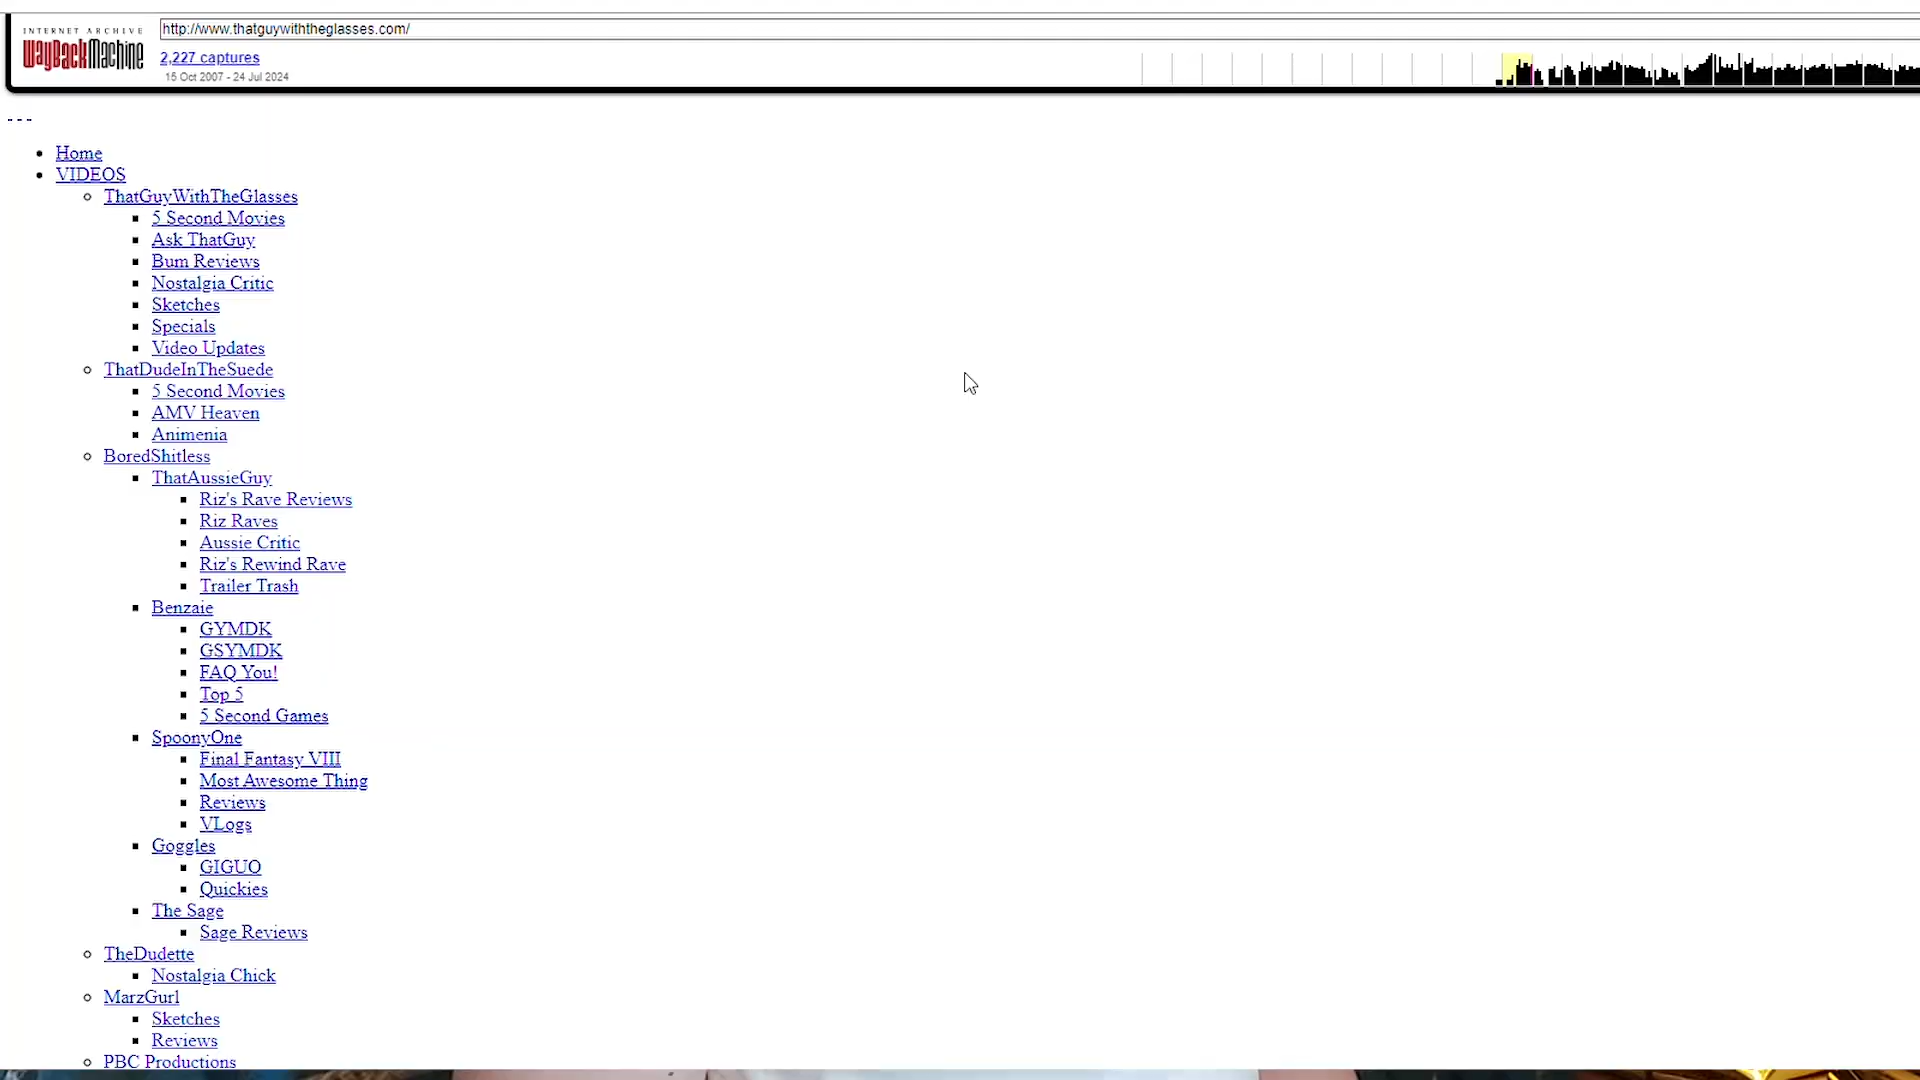 INTERNET ARCHIVE
WayBackMachine
http://www.thatguywiththeglasses.com/
2,227 captures
15 Oct 2007 - 24 Jul 2024
- - -
Home
VIDEOS
ThatGuyWithTheGlasses
5 Second Movies
Ask ThatGuy
Bum Reviews
Nostalgia Critic
Sketches
Specials
Video Updates
ThatDudeInTheSuede
5 Second Movies
AMV Heaven
Animenia
BoredShitless
ThatAussieGuy
Riz's Rave Reviews
Riz Raves
Aussie Critic
Riz's Rewind Rave
Trailer Trash
Benzaie
GYMDK
GSYMDK
FAQ You!
Top 5
5 Second Games
SpoonyOne
Final Fantasy VIII
Most Awesome Thing
Reviews
VLogs
Goggles
GIGUO
Quickies
The Sage
Sage Reviews
TheDudette
Nostalgia Chick
MarzGurl
Sketches
Reviews
PBC Productions